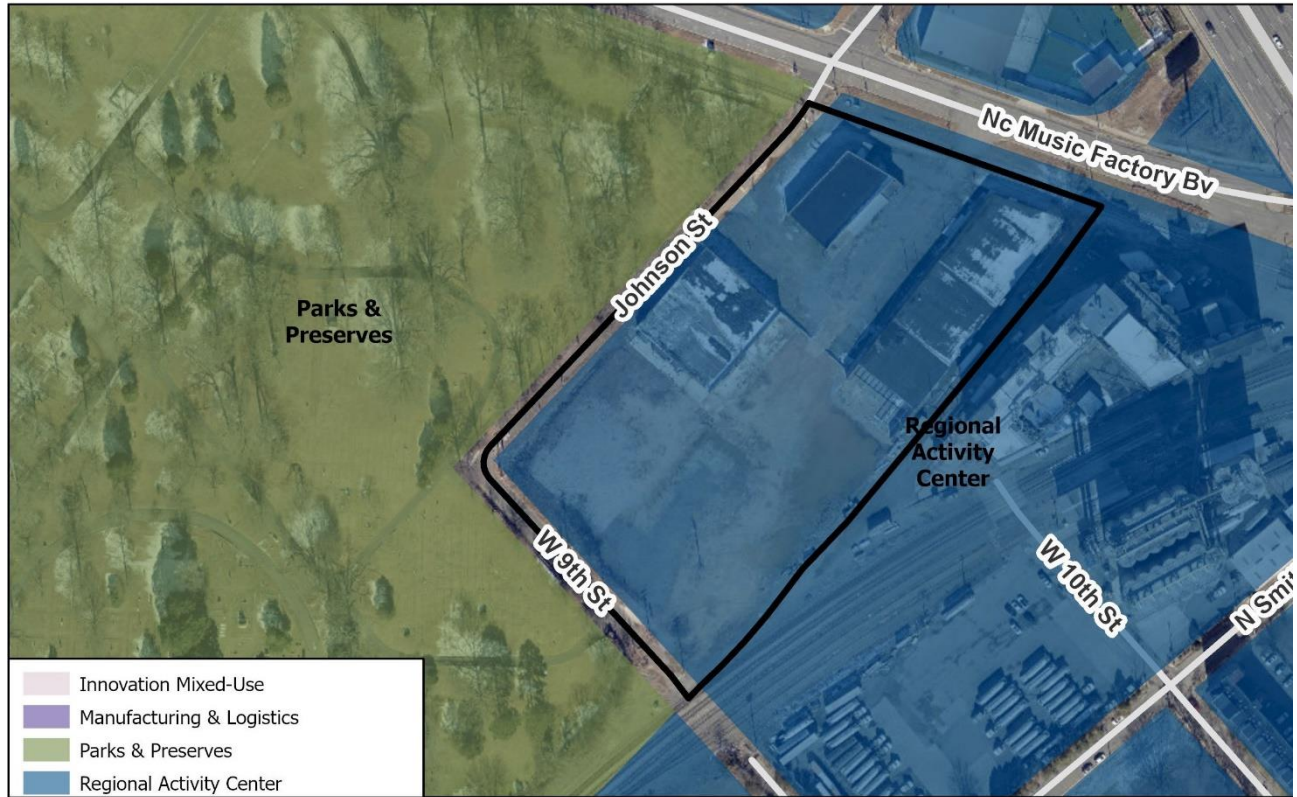 Nc Music Factory Bv
Johnson St
Parks &
Preserves
Regional
Activity
Center
W 9th St
W 10th St
N Smit
Innovation Mixed-Use
Manufacturing & Logistics
Parks & Preserves
Regional Activity Center